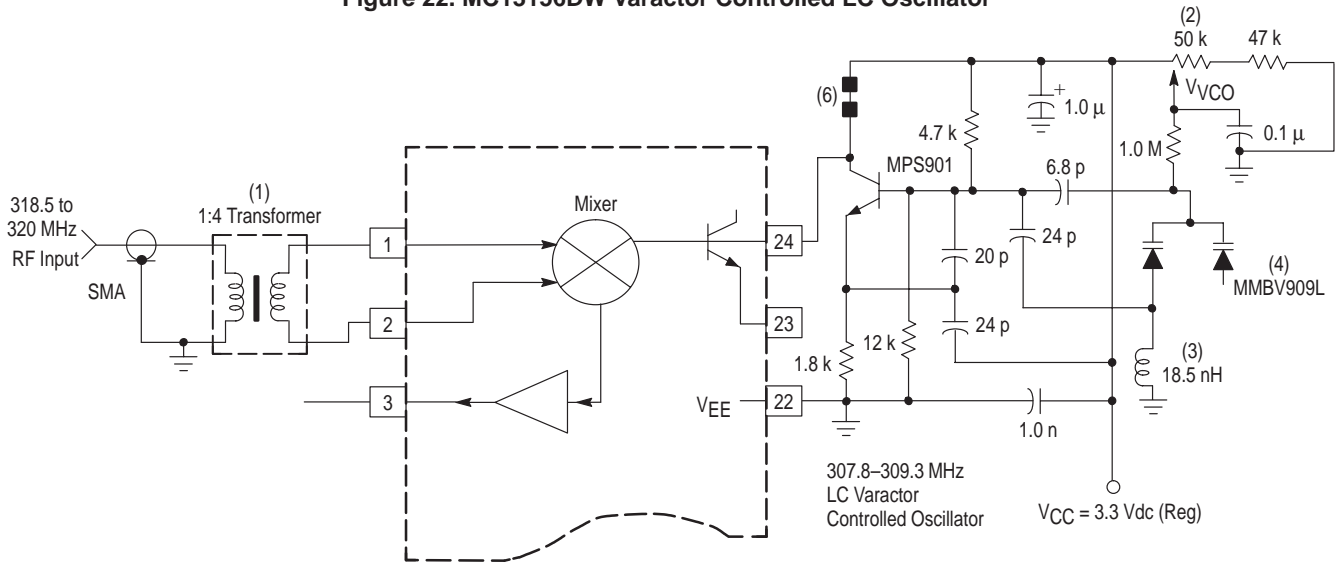 Figure 22. MC13156DW Varactor Controlled LC Oscillator
(2)
50 k
47 k
(6)
+
1.0 µ
VVCO
4.7 k
0.1 µ
1.0 M
MPS901
6.8 p
(1)
1:4 Transformer
318.5 to
320 MHz
RF Input
SMA
Mixer
1
24
24 p
20 p
(4)
MMBV909L
2
23
24 p
1.8 k
12 k
(3)
18.5 nH
3
VEE
22
1.0 n
307.8–309.3 MHz
LC Varactor
Controlled Oscillator
VCC = 3.3 Vdc (Reg)